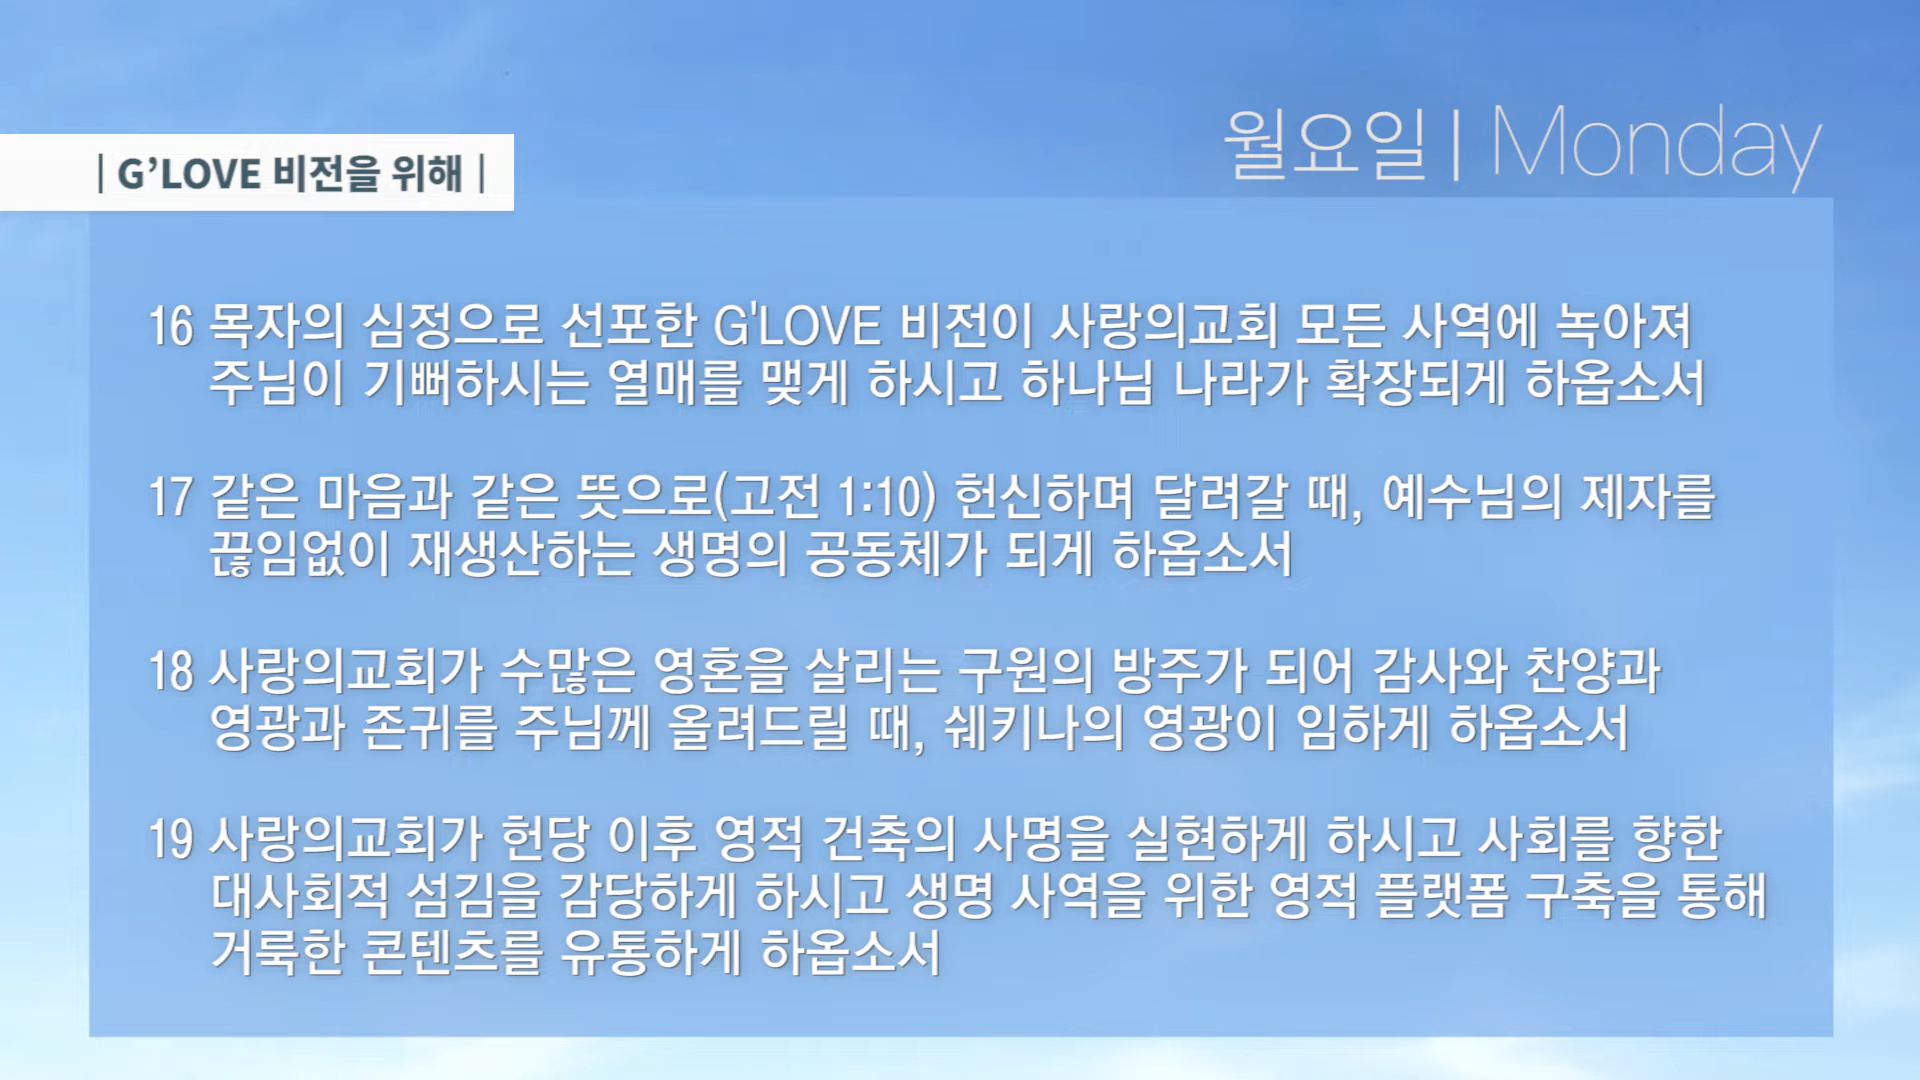 월요일 | Monday
| G’LOVE 비전을 위해 |
16 목자의 심정으로 선포한 G'LOVE 비전이 사랑의교회 모든 사역에 녹아져
주님이 기뻐하시는 열매를 맺게 하시고 하나님 나라가 확장되게 하옵소서
17 같은 마음과 같은 뜻으로(고전 1:10) 헌신하며 달려갈 때, 예수님의 제자를
끊임없이 재생산하는 생명의 공동체가 되게 하옵소서
18 사랑의교회가 수많은 영혼을 살리는 구원의 방주가 되어 감사와 찬양과
영광과 존귀를 주님께 올려드릴 때, 쉐키나의 영광이 임하게 하옵소서
19 사랑의교회가 헌당 이후 영적 건축의 사명을 실현하게 하시고 사회를 향한
대사회적 섬김을 감당하게 하시고 생명 사역을 위한 영적 플랫폼 구축을 통해
거룩한 콘텐츠를 유통하게 하옵소서